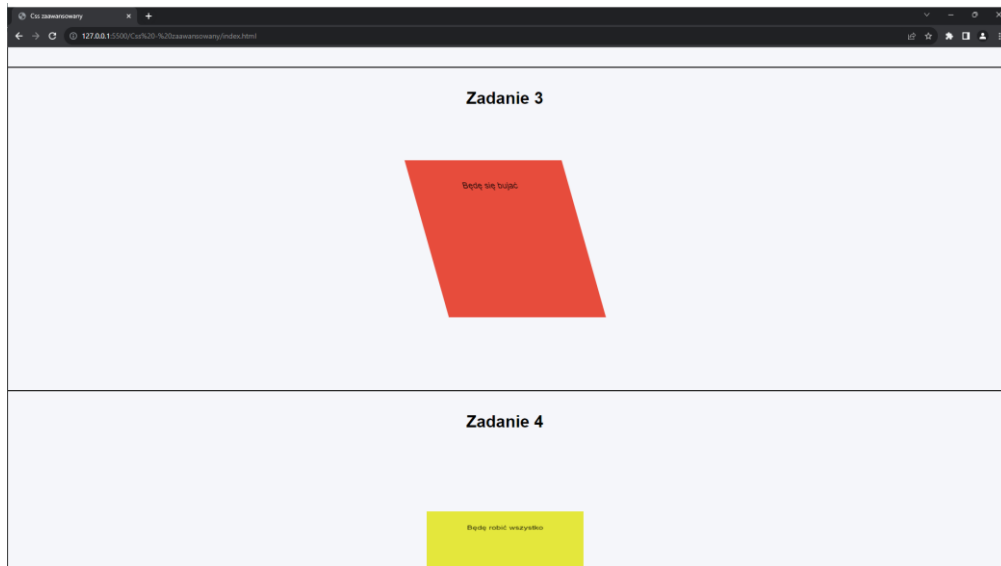 Css zaawansowany
127.0.0.1:5500/Css%20-%20zaawansowany/index.html
Zadanie 3
Będę się bujać
Zadanie 4
Będę robić wszystko